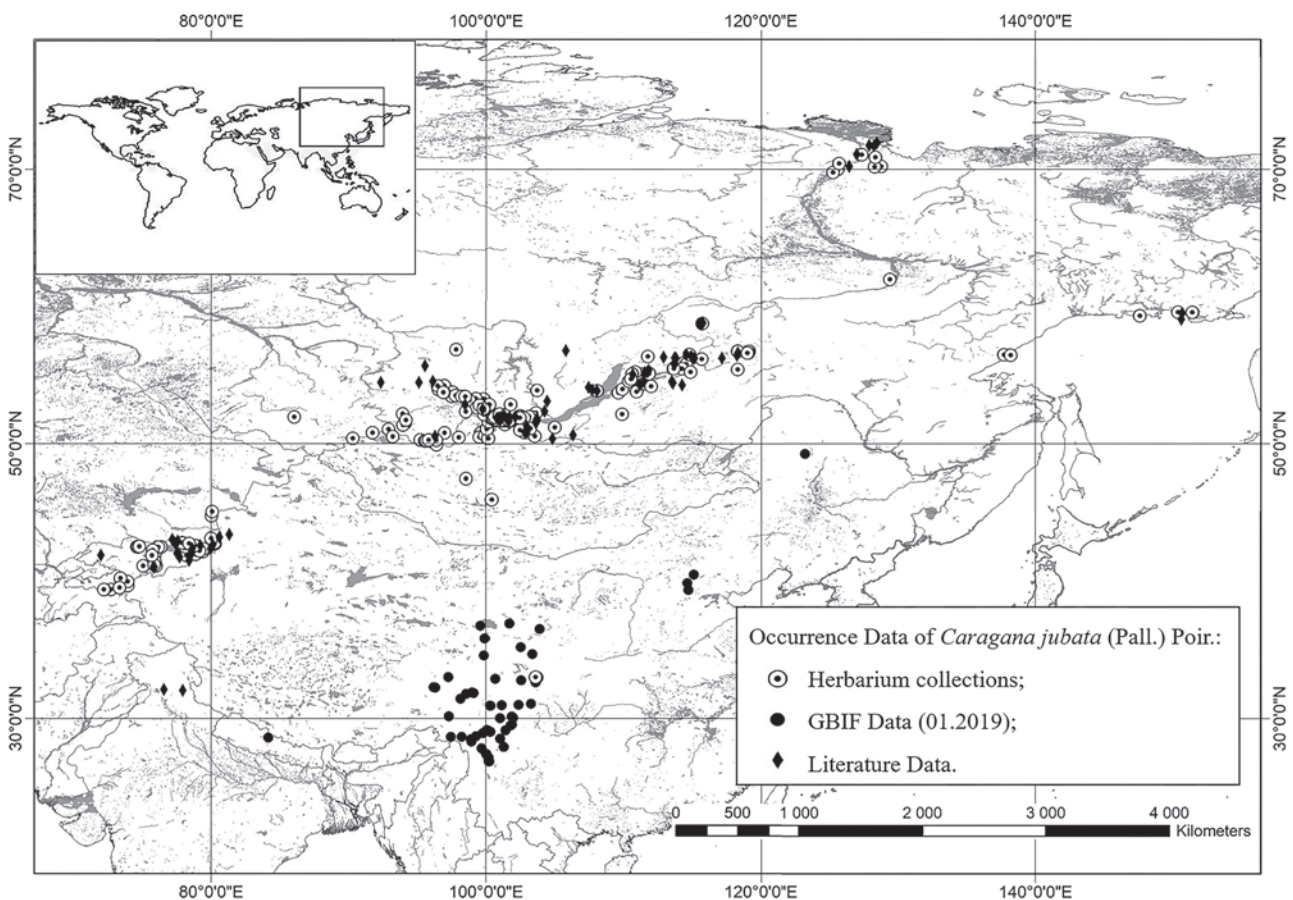 80°0'0"E 100°0'0"E 120°0'0"E 140°0'0"E
70°0'0"N 70°0'0"N
50°0'0"N 50°0'0"N
30°0'0"N 30°0'0"N
Occurrence Data of Caragana jubata (Pall.) Poir.:
Herbarium collections;
GBIF Data (01.2019);
Literature Data.
0 500 1 000 2 000 3 000 4 000
Kilometers
80°0'0"E 100°0'0"E 120°0'0"E 140°0'0"E